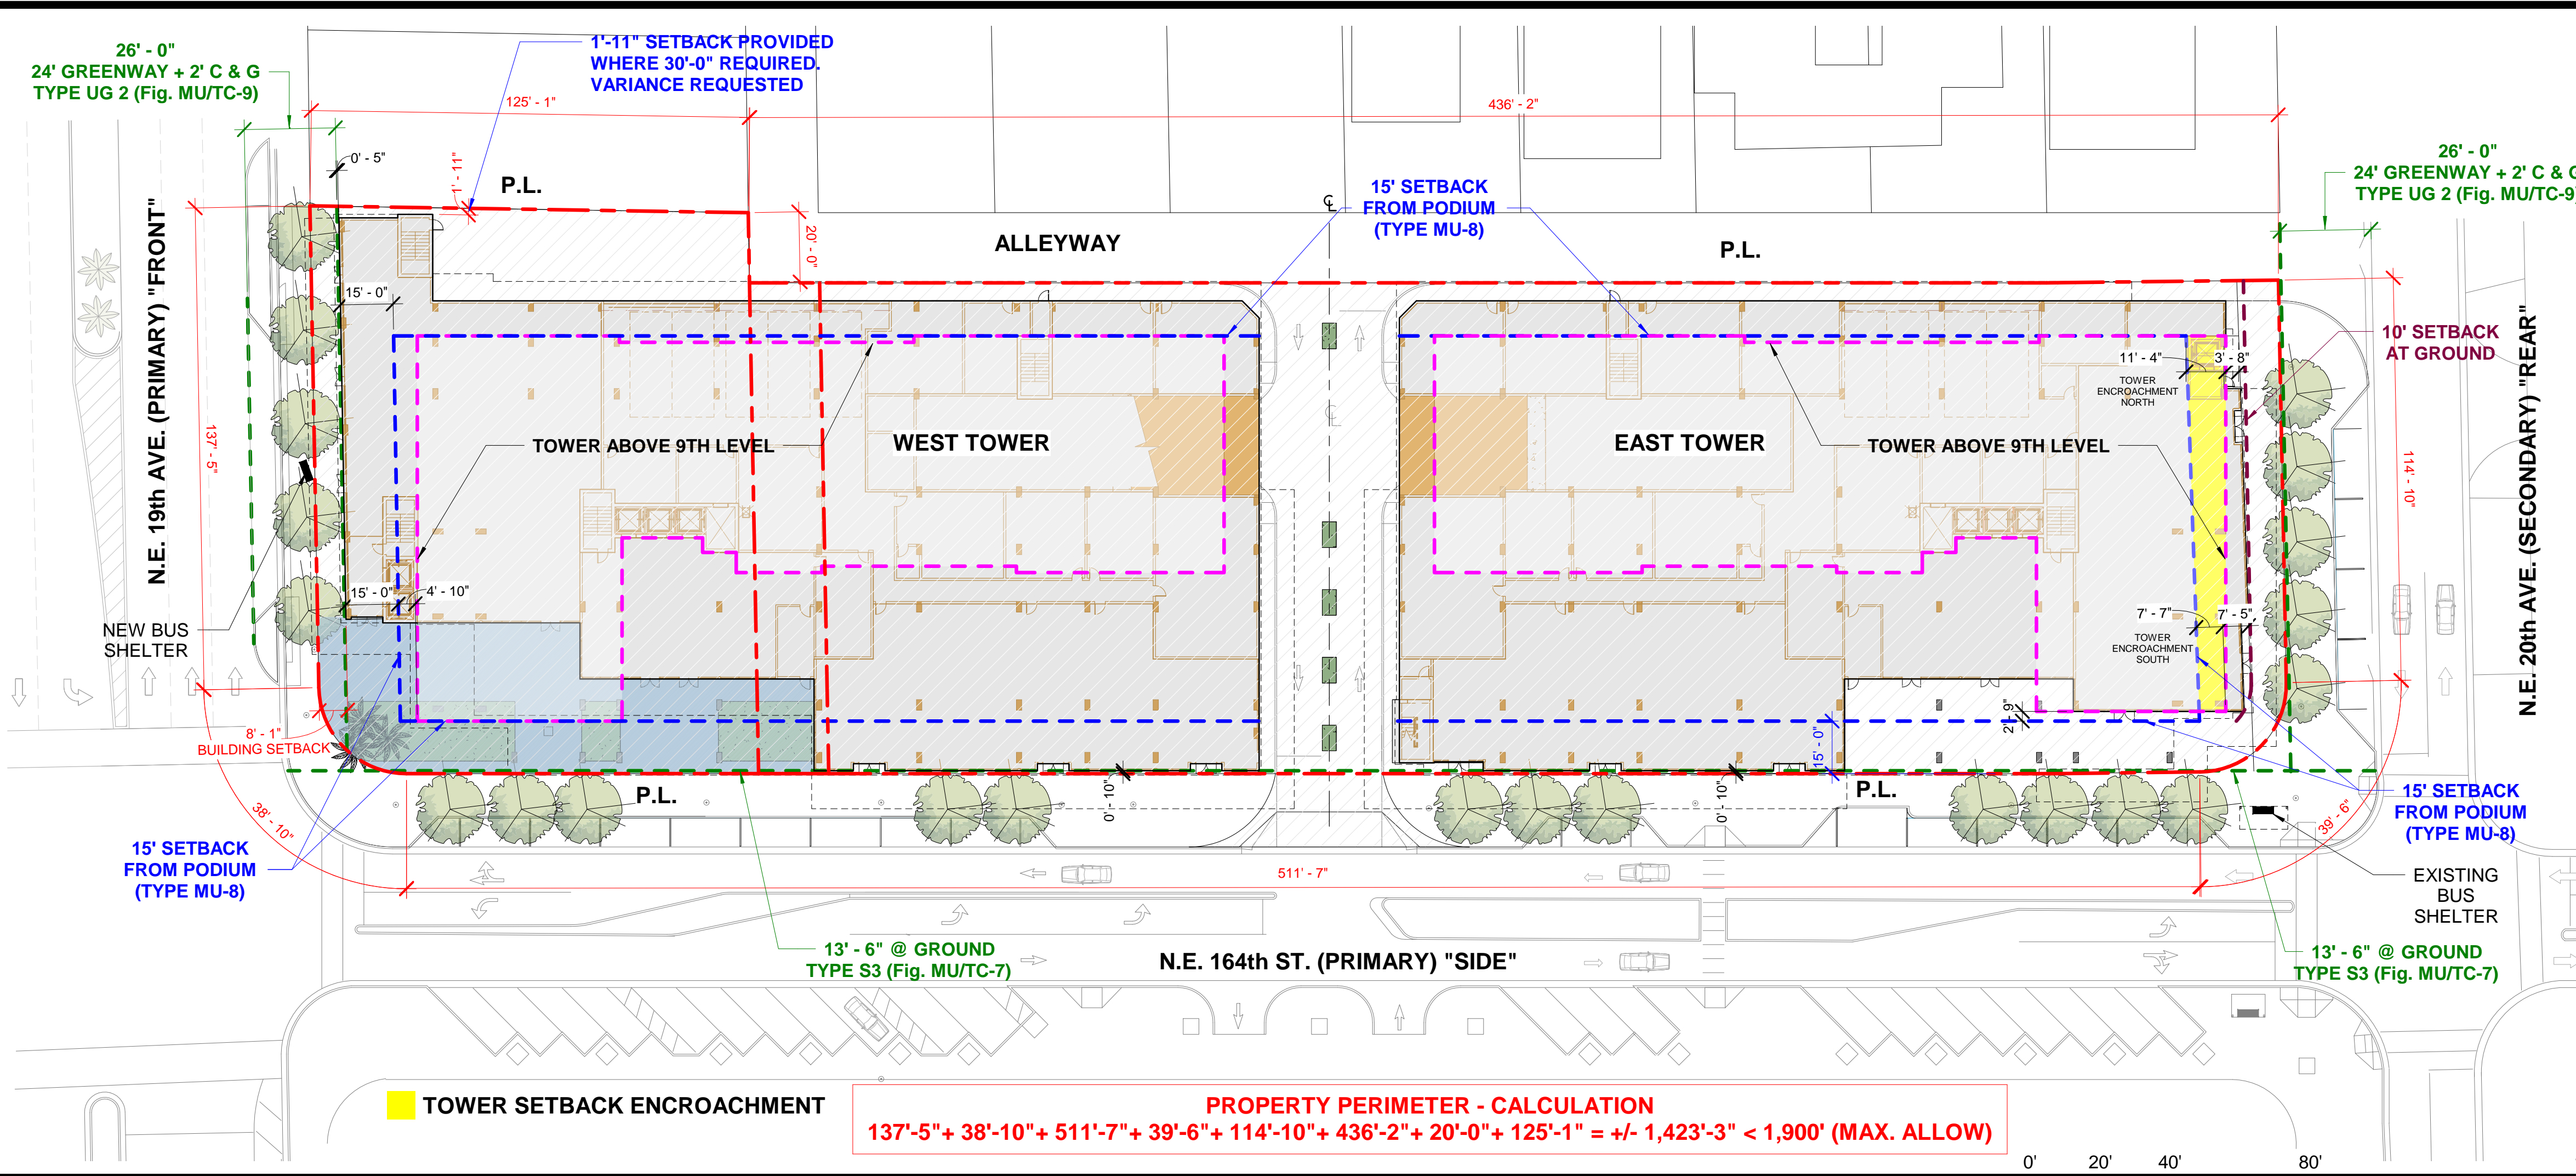 26' - 0"
24' GREENWAY + 2' C & G
TYPE UG 2 (Fig. MU/TC-9)
1'-11" SETBACK PROVIDED
WHERE 30'-0" REQUIRED.
VARIANCE REQUESTED
125' - 1"
436' - 2"
26' - 0"
24' GREENWAY + 2' C & G
TYPE UG 2 (Fig. MU/TC-9)
0' - 5"
1' - 11"
P.L.
15' SETBACK
FROM PODIUM
(TYPE MU-8)
20' - 0"
ALLEYWAY
P.L.
N.E. 19th AVE. (PRIMARY) "FRONT"
15' - 0"
10' SETBACK
AT GROUND
11' - 4"
3' - 8"
TOWER
ENCROACHMENT
NORTH
N.E. 20th AVE. (SECONDARY) "REAR"
137' - 5"
TOWER ABOVE 9TH LEVEL
WEST TOWER
EAST TOWER
TOWER ABOVE 9TH LEVEL
114' - 10"
15' - 0"
4' - 10"
7' - 7"
7' - 5"
TOWER
ENCROACHMENT
SOUTH
NEW BUS
SHELTER
8' - 1"
BUILDING SETBACK
2' - 9"
15' - 0"
P.L.
0' - 10"
0' - 10"
P.L.
38' - 10"
39' - 6"
15' SETBACK
FROM PODIUM
(TYPE MU-8)
15' SETBACK
FROM PODIUM
(TYPE MU-8)
511' - 7"
EXISTING
BUS
SHELTER
13' - 6" @ GROUND
TYPE S3 (Fig. MU/TC-7)
N.E. 164th ST. (PRIMARY) "SIDE"
13' - 6" @ GROUND
TYPE S3 (Fig. MU/TC-7)
TOWER SETBACK ENCROACHMENT
PROPERTY PERIMETER - CALCULATION
137'-5"+ 38'-10"+ 511'-7"+ 39'-6"+ 114'-10"+ 436'-2"+ 20'-0"+ 125'-1" = +/- 1,423'-3" < 1,900' (MAX. ALLOW)
0' 20' 40' 80'